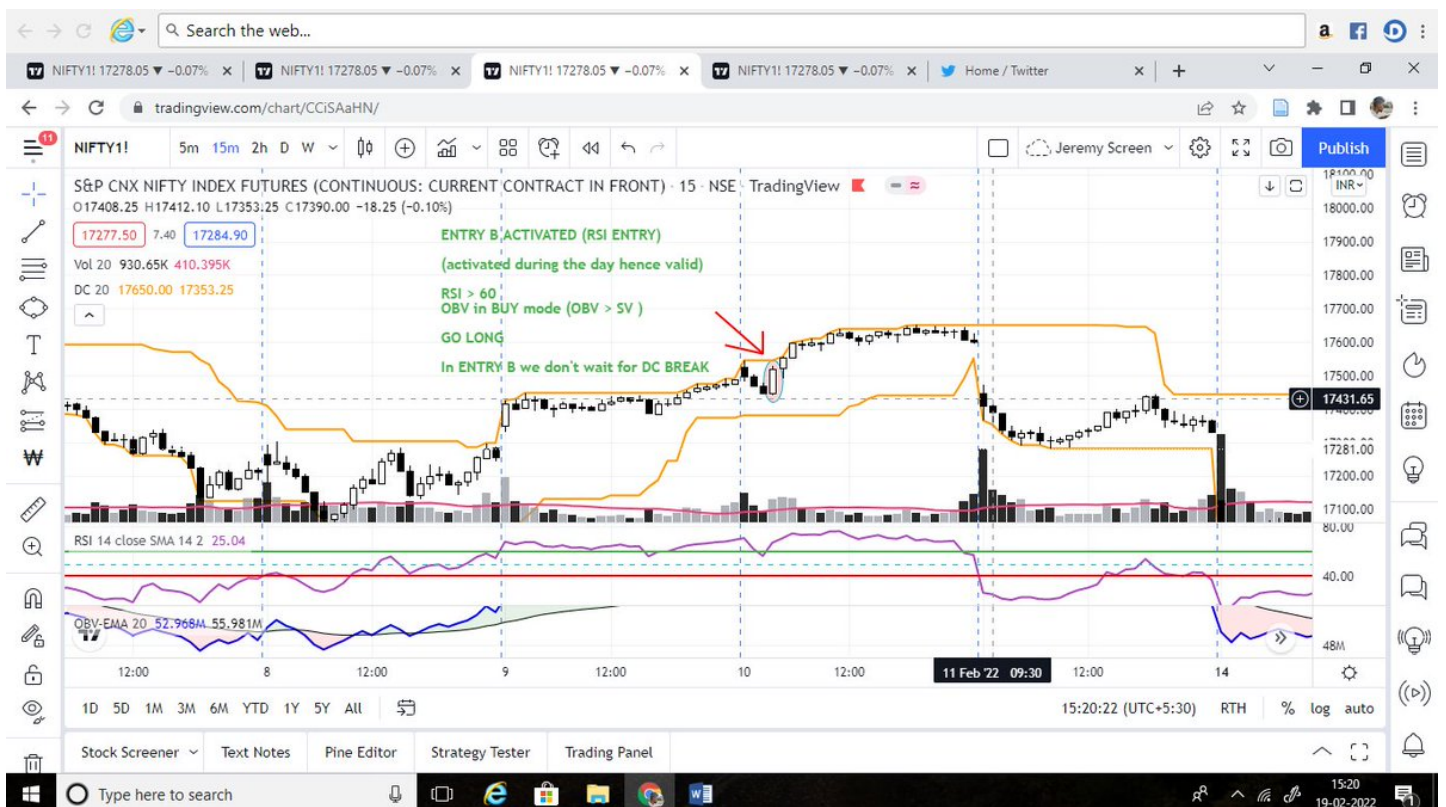 Search the web...
NIFTY1! 17278.05 ▼ −0.07%
NIFTY1! 17278.05 ▼ −0.07%
NIFTY1! 17278.05 ▼ −0.07%
NIFTY1! 17278.05 ▼ −0.07%
Home / Twitter
tradingview.com/chart/CCiSAaHN/
11
NIFTY1! 5m 15m 2h D W Jeremy Screen Publish
S&P CNX NIFTY INDEX FUTURES (CONTINUOUS: CURRENT CONTRACT IN FRONT) · 15 · NSE TradingView
O17408.25 H17412.10 L17353.25 C17390.00 −18.25 (−0.10%)
17277.50 7.40 17284.90
Vol 20 930.65K 410.395K
DC 20 17650.00 17353.25
ENTRY B ACTIVATED (RSI ENTRY)
(activated during the day hence valid)
RSI > 60
OBV in BUY mode (OBV > SV )
GO LONG
In ENTRY B we don't wait for DC BREAK
INR
18000.00
17900.00
17800.00
17700.00
17600.00
17500.00
17431.65
17281.00
17200.00
17100.00
80.00
RSI 14 close SMA 14 2 25.04
40.00
OBV-EMA 20 52.968M 55.981M
48M
12:00 8 12:00 9 12:00 10 12:00 11 Feb '22 09:30 12:00 14
1D 5D 1M 3M 6M YTD 1Y 5Y All 15:20:22 (UTC+5:30) RTH % log auto
Stock Screener Text Notes Pine Editor Strategy Tester Trading Panel
Type here to search
15:20
19-02-2022